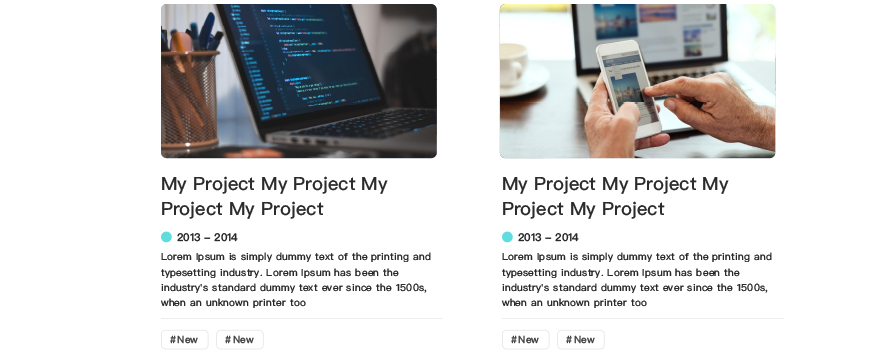 My Project My Project My
Project My Project
2013 – 2014
Lorem Ipsum is simply dummy text of the printing and
typesetting industry. Lorem Ipsum has been the
industry's standard dummy text ever since the 1500s,
when an unknown printer too
#New #New
My Project My Project My
Project My Project
2013 – 2014
Lorem Ipsum is simply dummy text of the printing and
typesetting industry. Lorem Ipsum has been the
industry's standard dummy text ever since the 1500s,
when an unknown printer too
#New #New